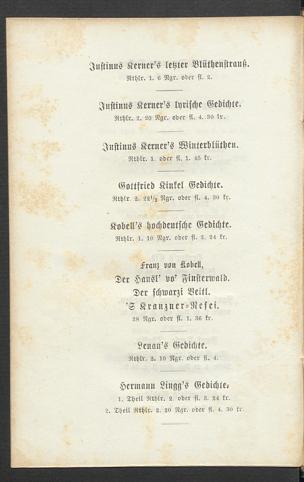 Justinus Kerner's letzter Blüthenstrauß.
Rthlr. 1. 6 Ngr. oder fl. 2.
Justinus Kerner's lyrische Gedichte.
Rthlr. 2. 20 Ngr. oder fl. 4. 30 kr.
Justinus Kerner's Winterblüthen.
Rthlr. 1. oder fl. 1. 45 kr.
Gottfried Kinkel Gedichte.
Rthlr. 2. 22½ Ngr. oder fl. 4. 30 kr.
Kobell's hochdeutsche Gedichte.
Rthlr. 1. 10 Ngr. oder fl. 2. 24 kr.
Franz von Kobell,
Der Hausl' vo' Finsterwald.
Der schwarzi Veitl.
'S Kranzner=Resei.
28 Ngr. oder fl. 1. 36 kr.
Lenau's Gedichte.
Rthlr. 2. 10 Ngr. oder fl. 4.
Hermann Lingg's Gedichte.
1. Theil Rthlr. 2. oder fl. 3. 24 kr.
2. Theil Rthlr. 2. 20 Ngr. oder fl. 4. 30 kr.